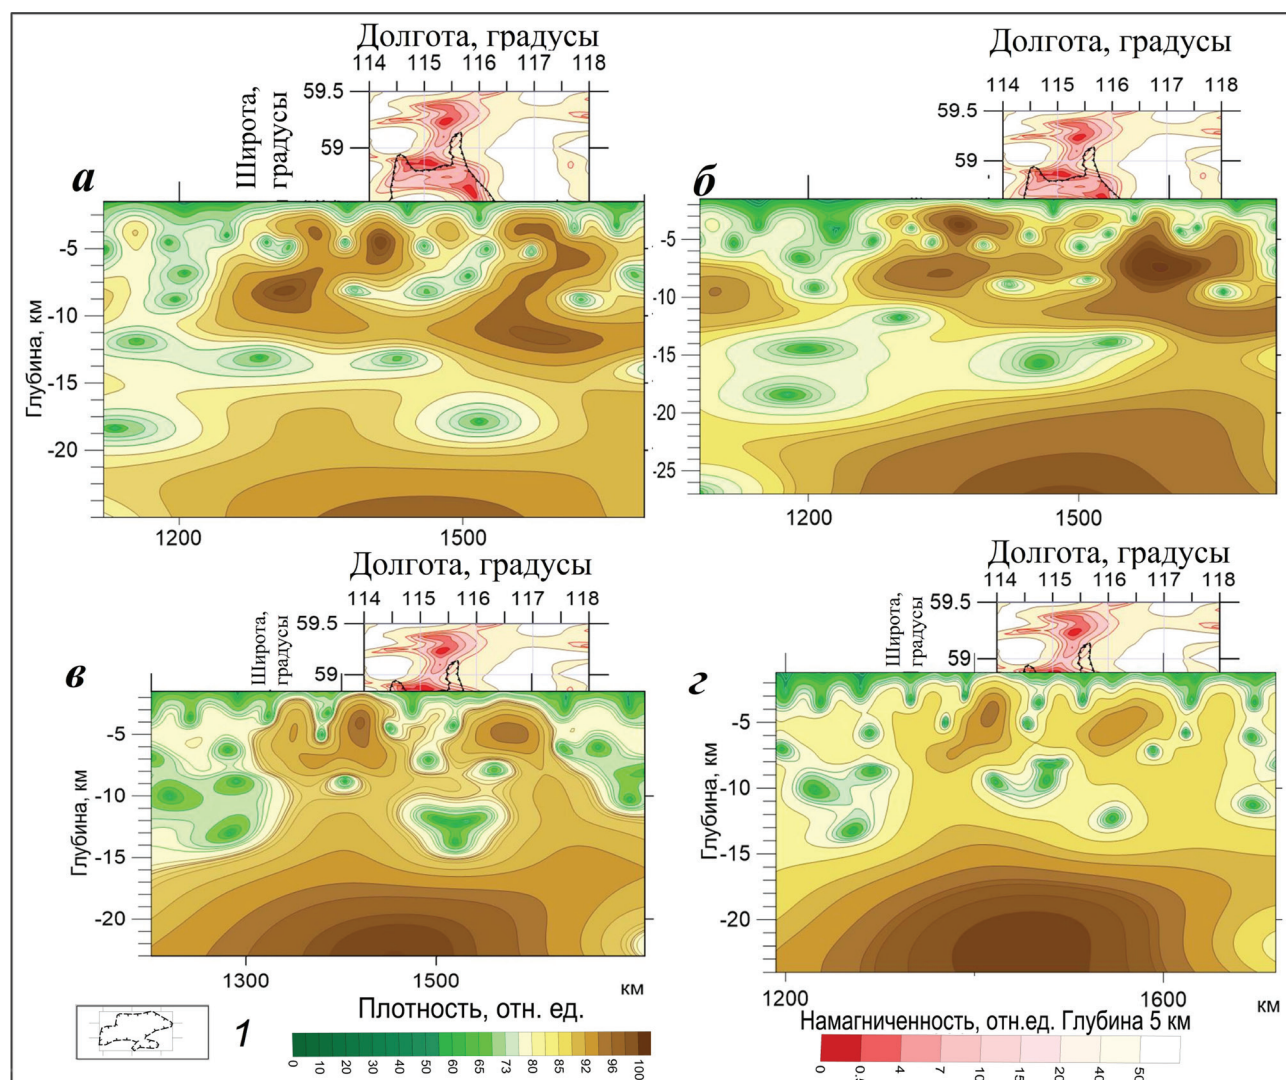 Долгота, градусы
114 115 116 117 118
Широта,
градусы
59.5
59
а
Глубина, км
-5
-10
-15
-20
1200 1500
Долгота, градусы
114 115 116 117 118
59.5
59
б
-5
-10
-15
-20
-25
1200 1500
Долгота, градусы
114 115 116 117 118
Широта,
градусы
59.5
59
в
Глубина, км
-5
-10
-15
-20
1300 1500 км
Долгота, градусы
114 115 116 117 118
Широта,
градусы
59.5
59
г
Глубина, км
-5
-10
-15
-20
1200 1600 км
1
Плотность, отн. ед.
0 10 20 30 40 50 60 65 73 80 85 92 96 100
Намагниченность, отн.ед. Глубина 5 км
0 0.5 4 7 10 15 20 40 50